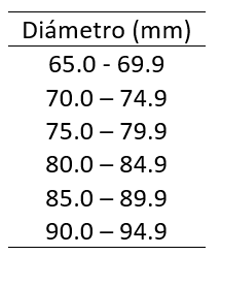 Diámetro (mm)
65.0 - 69.9
70.0 – 74.9
75.0 – 79.9
80.0 – 84.9
85.0 – 89.9
90.0 – 94.9